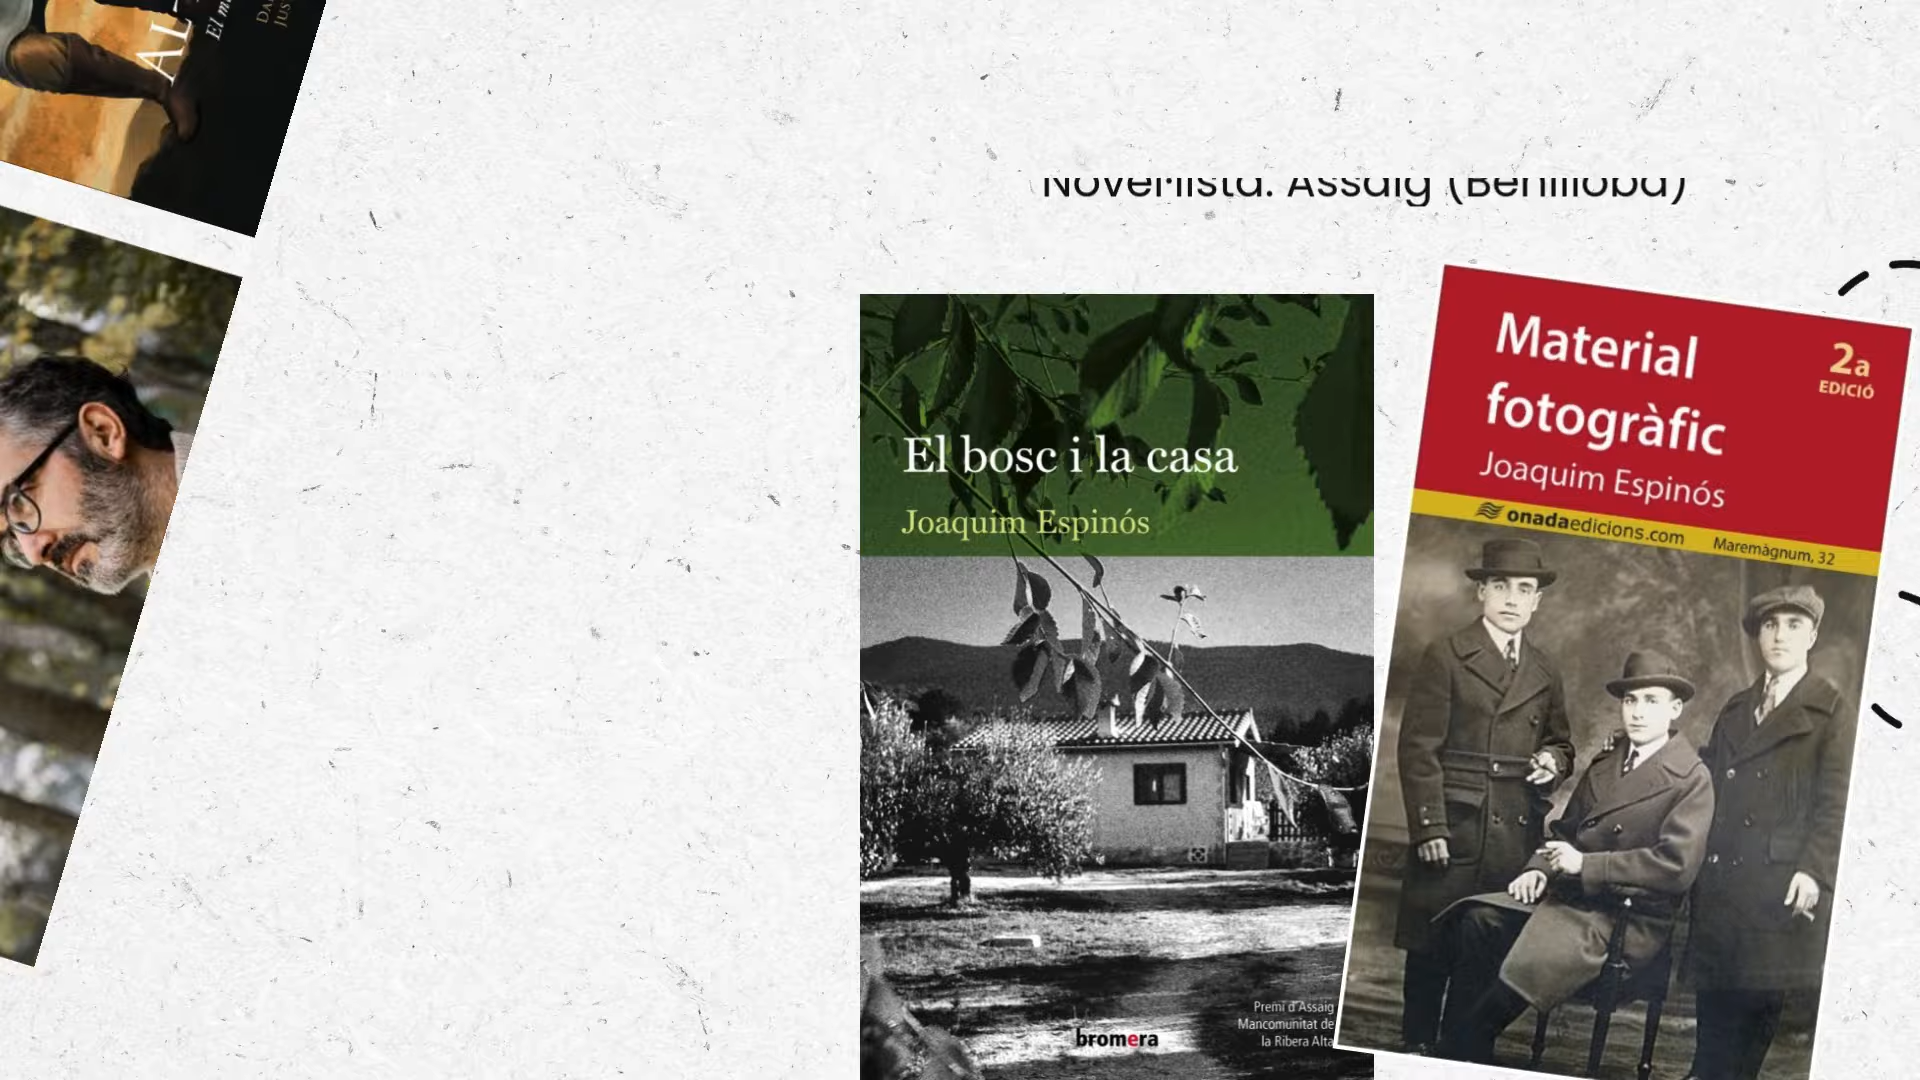 El m
Novel·lista. Assaig (Benilloba)
El bosc i la casa
Joaquim Espinós
Premi d'Assaig
Mancomunitat de
la Ribera Alta
bromera
Material
fotogràfic
2a
EDICIÓ
Joaquim Espinós
onadaedicions.com
Maremàgnum, 32